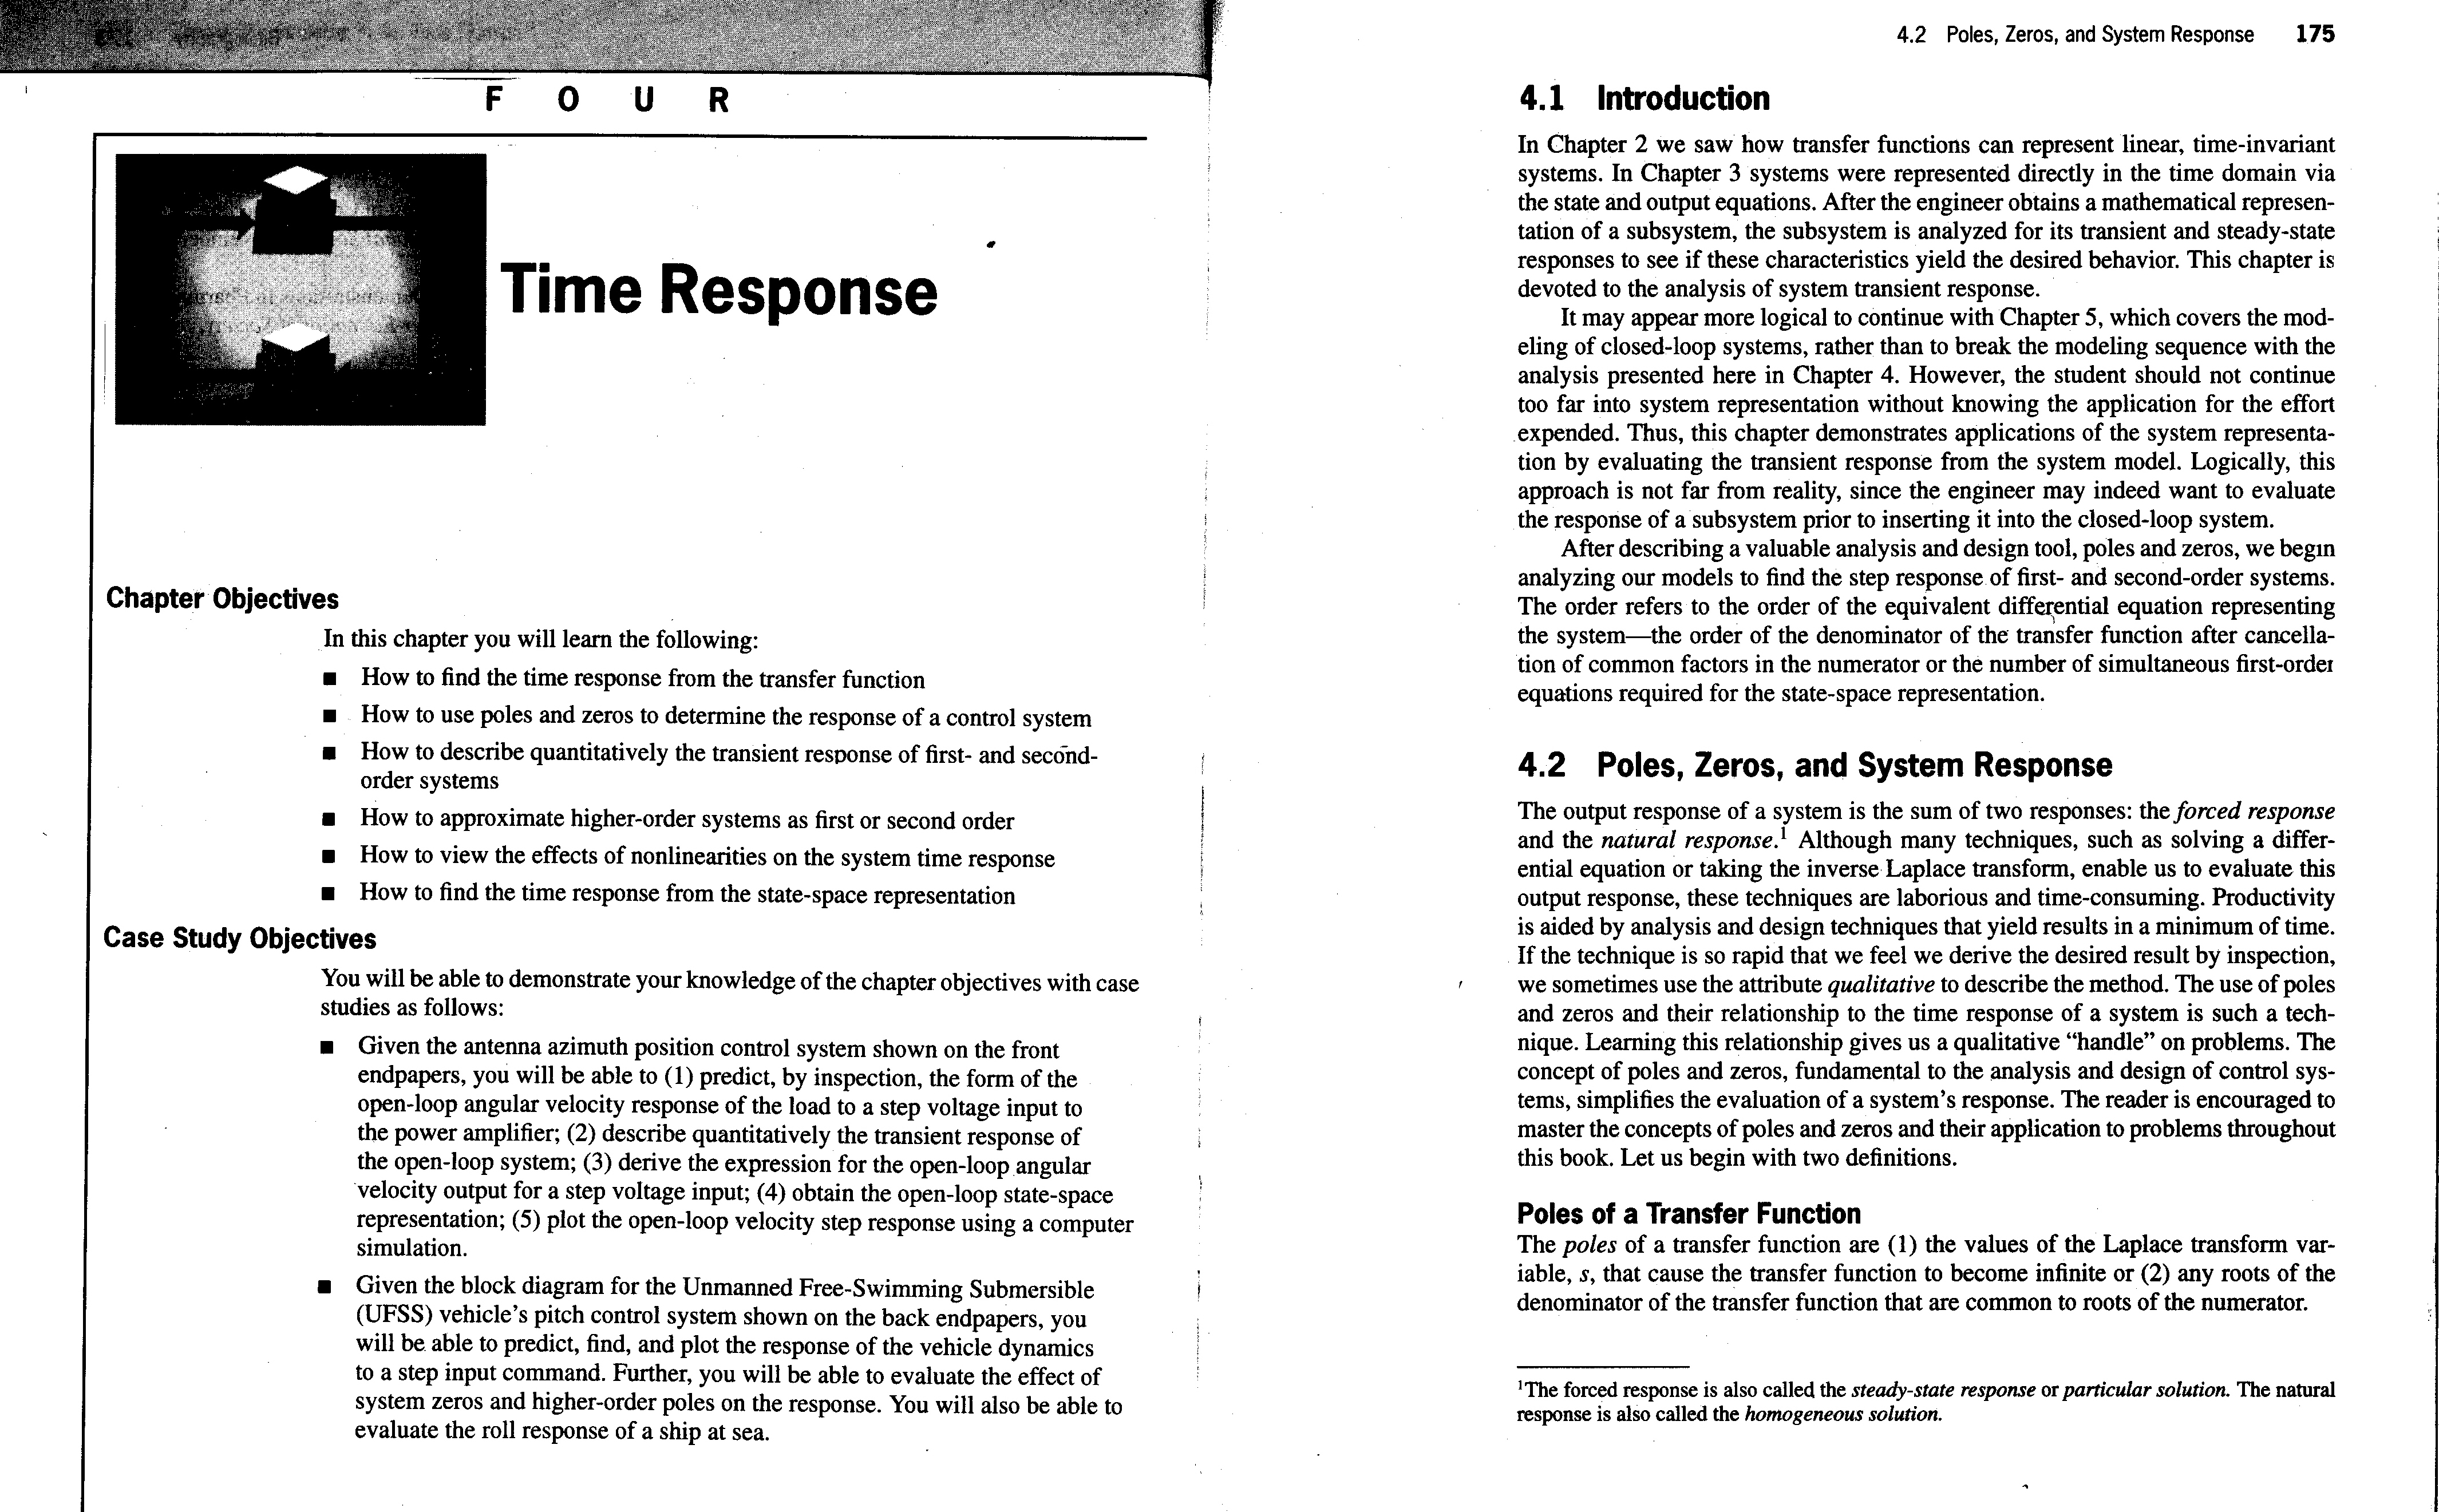 F O U R
Time Response
Chapter Objectives
In this chapter you will learn the following:
■ How to find the time response from the transfer function
■ How to use poles and zeros to determine the response of a control system
■ How to describe quantitatively the transient response of first- and second-
order systems
■ How to approximate higher-order systems as first or second order
■ How to view the effects of nonlinearities on the system time response
■ How to find the time response from the state-space representation
Case Study Objectives
You will be able to demonstrate your knowledge of the chapter objectives with case
studies as follows:
■ Given the antenna azimuth position control system shown on the front
endpapers, you will be able to (1) predict, by inspection, the form of the
open-loop angular velocity response of the load to a step voltage input to
the power amplifier; (2) describe quantitatively the transient response of
the open-loop system; (3) derive the expression for the open-loop angular
velocity output for a step voltage input; (4) obtain the open-loop state-space
representation; (5) plot the open-loop velocity step response using a computer
simulation.
■ Given the block diagram for the Unmanned Free-Swimming Submersible
(UFSS) vehicle's pitch control system shown on the back endpapers, you
will be able to predict, find, and plot the response of the vehicle dynamics
to a step input command. Further, you will be able to evaluate the effect of
system zeros and higher-order poles on the response. You will also be able to
evaluate the roll response of a ship at sea.
4.2 Poles, Zeros, and System Response 175
4.1 Introduction
In Chapter 2 we saw how transfer functions can represent linear, time-invariant
systems. In Chapter 3 systems were represented directly in the time domain via
the state and output equations. After the engineer obtains a mathematical represen-
tation of a subsystem, the subsystem is analyzed for its transient and steady-state
responses to see if these characteristics yield the desired behavior. This chapter is
devoted to the analysis of system transient response.
It may appear more logical to continue with Chapter 5, which covers the mod-
eling of closed-loop systems, rather than to break the modeling sequence with the
analysis presented here in Chapter 4. However, the student should not continue
too far into system representation without knowing the application for the effort
expended. Thus, this chapter demonstrates applications of the system representa-
tion by evaluating the transient response from the system model. Logically, this
approach is not far from reality, since the engineer may indeed want to evaluate
the response of a subsystem prior to inserting it into the closed-loop system.
After describing a valuable analysis and design tool, poles and zeros, we begin
analyzing our models to find the step response of first- and second-order systems.
The order refers to the order of the equivalent differential equation representing
the system—the order of the denominator of the transfer function after cancella-
tion of common factors in the numerator or the number of simultaneous first-order
equations required for the state-space representation.
4.2 Poles, Zeros, and System Response
The output response of a system is the sum of two responses: the forced response
and the natural response.¹ Although many techniques, such as solving a differ-
ential equation or taking the inverse Laplace transform, enable us to evaluate this
output response, these techniques are laborious and time-consuming. Productivity
is aided by analysis and design techniques that yield results in a minimum of time.
If the technique is so rapid that we feel we derive the desired result by inspection,
we sometimes use the attribute qualitative to describe the method. The use of poles
and zeros and their relationship to the time response of a system is such a tech-
nique. Learning this relationship gives us a qualitative “handle” on problems. The
concept of poles and zeros, fundamental to the analysis and design of control sys-
tems, simplifies the evaluation of a system's response. The reader is encouraged to
master the concepts of poles and zeros and their application to problems throughout
this book. Let us begin with two definitions.
Poles of a Transfer Function
The poles of a transfer function are (1) the values of the Laplace transform var-
iable, s, that cause the transfer function to become infinite or (2) any roots of the
denominator of the transfer function that are common to roots of the numerator.
¹The forced response is also called the steady-state response or particular solution. The natural
response is also called the homogeneous solution.